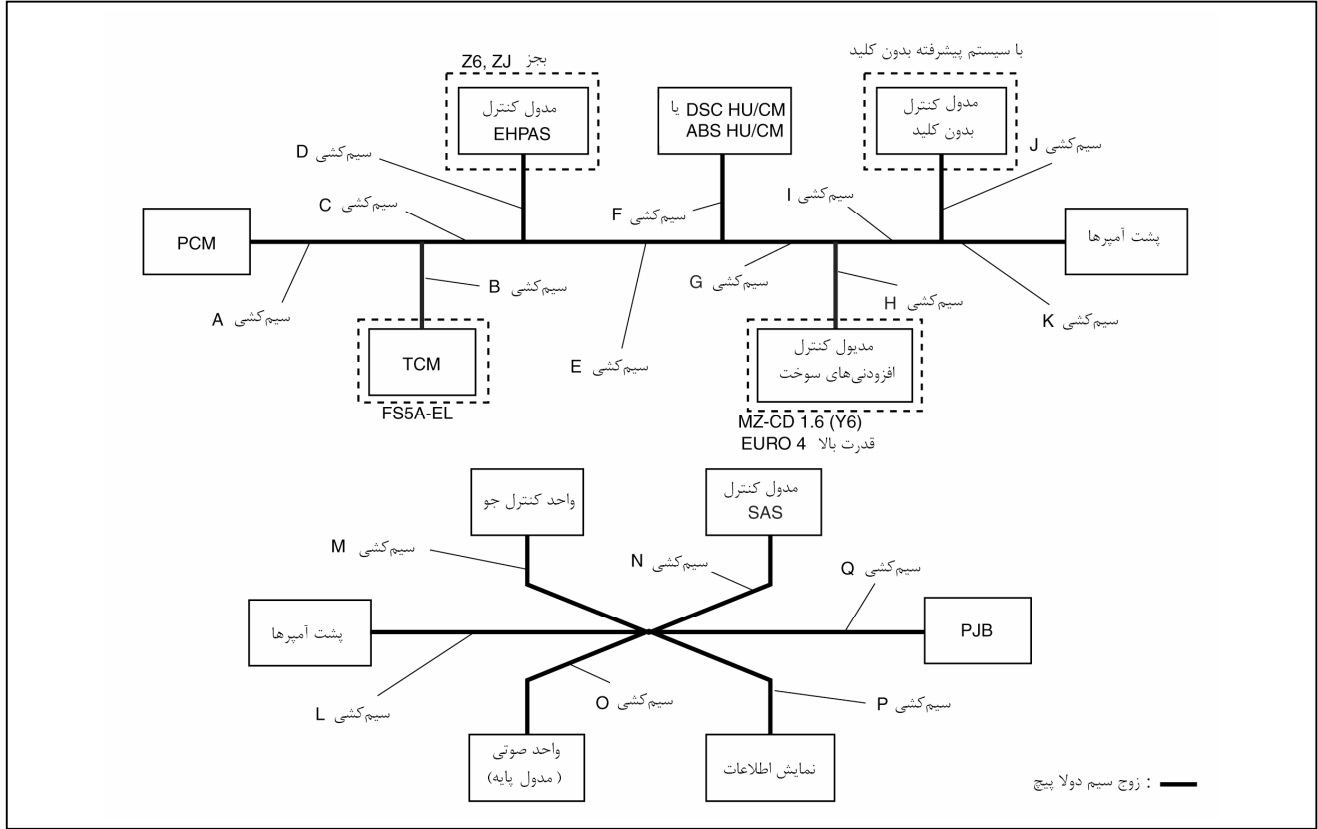 با سیستم پیشرفته بدون کلید
بجز Z6, ZJ
مدول کنترل
EHPAS
DSC HU/CM یا
ABS HU/CM
مدول کنترل
بدون کلید
سیم‌کشی D
سیم‌کشی J
سیم‌کشی C
سیم‌کشی F
سیم‌کشی I
PCM
پشت آمپرها
سیم‌کشی A
سیم‌کشی B
سیم‌کشی G
سیم‌کشی H
سیم‌کشی K
سیم‌کشی E
TCM
FS5A-EL
مدیول کنترل
افزودنی‌های سوخت
MZ-CD 1.6 (Y6)
EURO 4 قدرت بالا
واحد کنترل جو
مدول کنترل
SAS
سیم‌کشی M
سیم‌کشی N
سیم‌کشی Q
پشت آمپرها
PJB
سیم‌کشی L
سیم‌کشی O
سیم‌کشی P
واحد صوتی
(مدول پایه)
نمایش اطلاعات
: زوج سیم دولا پیچ